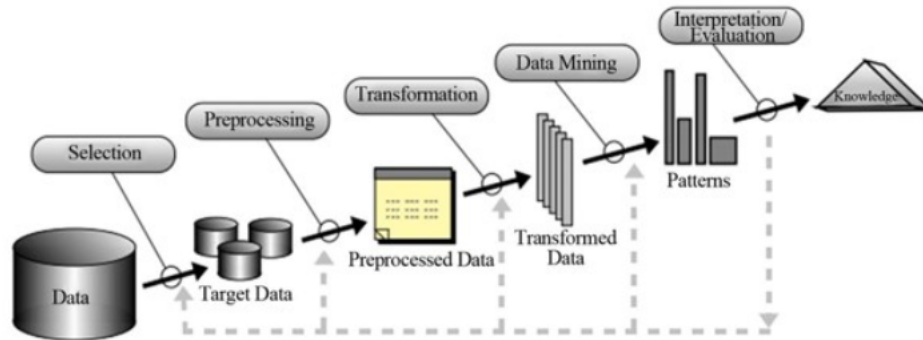 Interpretation/
Evaluation
Data Mining
Transformation
Preprocessing
Selection
Knowledge
Patterns
Transformed
Data
Preprocessed Data
Target Data
Data